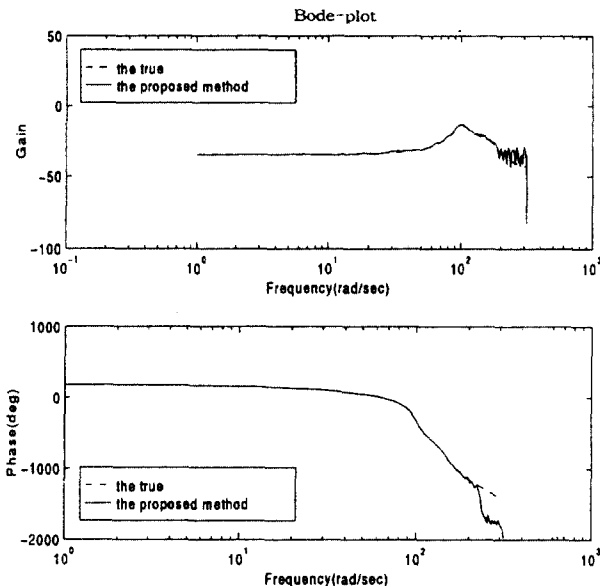 Bode-plot
50
0
-50
-100
Gain
the true
the proposed method
10^-1
10^0
10^1
10^2
10^3
Frequency(rad/sec)
1000
0
-1000
-2000
Phase(deg)
the true
the proposed method
10^0
10^1
10^2
10^3
Frequency(rad/sec)